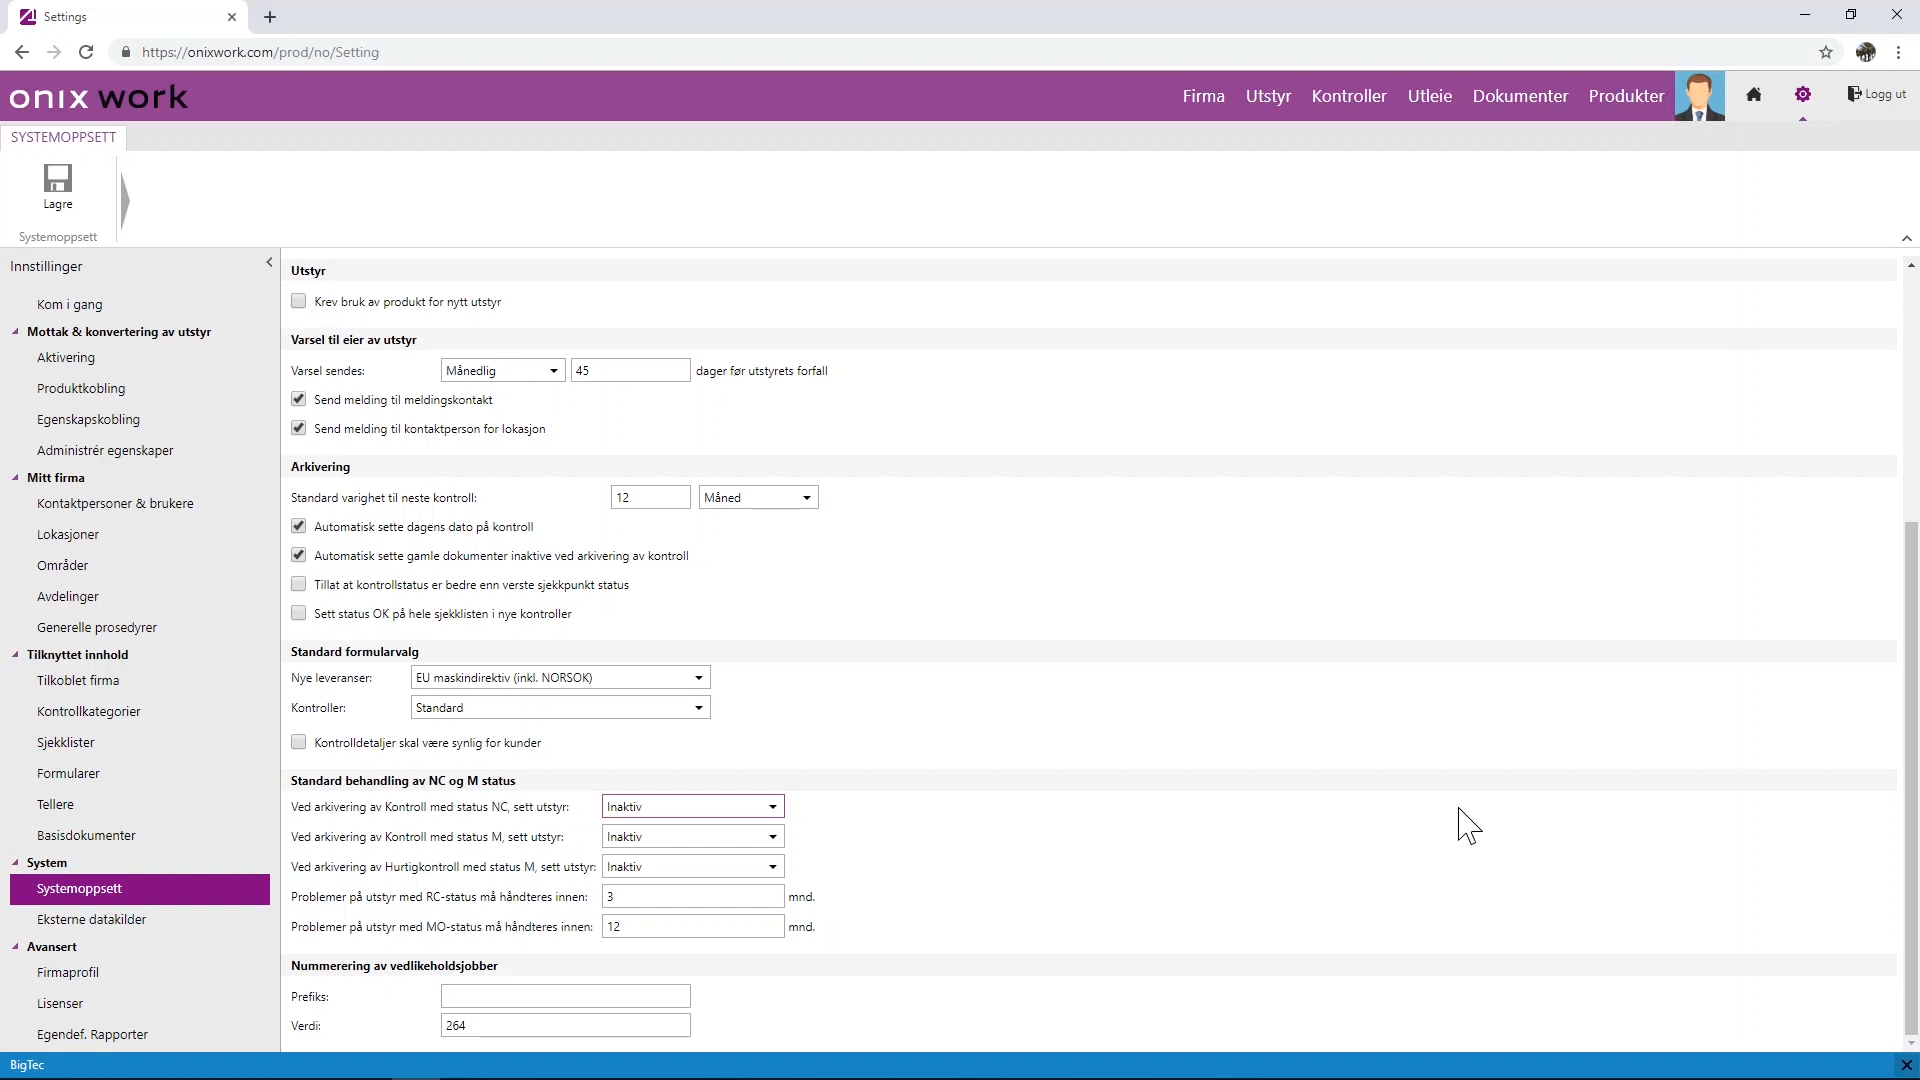 Settings
https://onixwork.com/prod/no/Setting
onix work
Firma Utstyr Kontroller Utleie Dokumenter Produkter Logg ut
SYSTEMOPPSETT
Lagre
Systemoppsett
Innstillinger
Kom i gang
Mottak & konvertering av utstyr
Aktivering
Produktkobling
Egenskapskobling
Administrér egenskaper
Mitt firma
Kontaktpersoner & brukere
Lokasjoner
Områder
Avdelinger
Generelle prosedyrer
Tilknyttet innhold
Tilkoblet firma
Kontrollkategorier
Sjekklister
Formularer
Tellere
Basisdokumenter
System
Systemoppsett
Eksterne datakilder
Avansert
Firmaprofil
Lisenser
Egendef. Rapporter
Utstyr
Krev bruk av produkt for nytt utstyr
Varsel til eier av utstyr
Varsel sendes: Månedlig 45 dager før utstyrets forfall
Send melding til meldingskontakt
Send melding til kontaktperson for lokasjon
Arkivering
Standard varighet til neste kontroll: 12 Måned
Automatisk sette dagens dato på kontroll
Automatisk sette gamle dokumenter inaktive ved arkivering av kontroll
Tillat at kontrollstatus er bedre enn verste sjekkpunkt status
Sett status OK på hele sjekklisten i nye kontroller
Standard formularvalg
Nye leveranser: EU maskindirektiv (inkl. NORSOK)
Kontroller: Standard
Kontrolldetaljer skal være synlig for kunder
Standard behandling av NC og M status
Ved arkivering av Kontroll med status NC, sett utstyr: Inaktiv
Ved arkivering av Kontroll med status M, sett utstyr: Inaktiv
Ved arkivering av Hurtigkontroll med status M, sett utstyr: Inaktiv
Problemer på utstyr med RC-status må håndteres innen: 3 mnd.
Problemer på utstyr med MO-status må håndteres innen: 12 mnd.
Nummerering av vedlikeholdsjobber
Prefiks:
Verdi: 264
BigTec